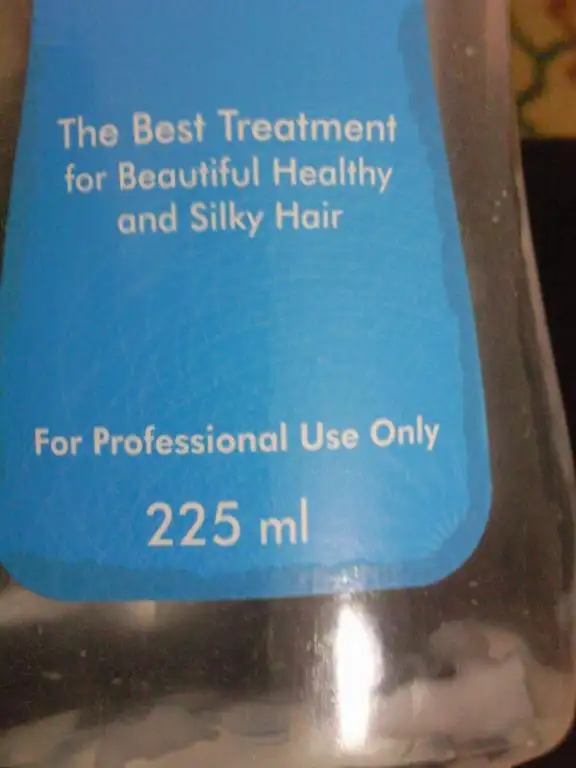 The Best Treatment
for Beautiful Healthy
and Silky Hair
For Professional Use Only
225 ml